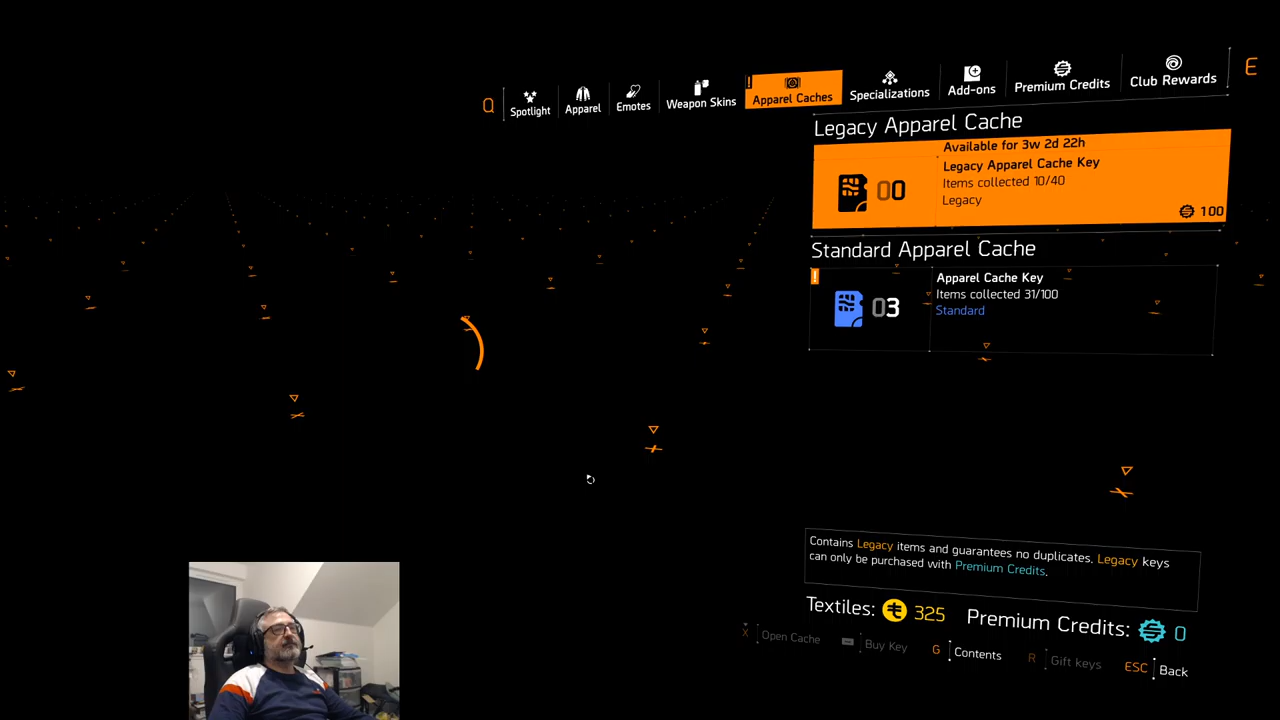 Q
Spotlight
Apparel
Emotes
Weapon Skins
Apparel Caches
Specializations
Add-ons
Premium Credits
Club Rewards
E
Legacy Apparel Cache
Available for 3w 2d 22h
00
Legacy Apparel Cache Key
Items collected 10/40
Legacy
100
Standard Apparel Cache
!
03
Apparel Cache Key
Items collected 31/100
Standard
Contains Legacy items and guarantees no duplicates. Legacy keys
can only be purchased with Premium Credits.
Textiles: 325 Premium Credits: 0
X Open Cache
Buy Key
G Contents
R Gift keys
ESC Back